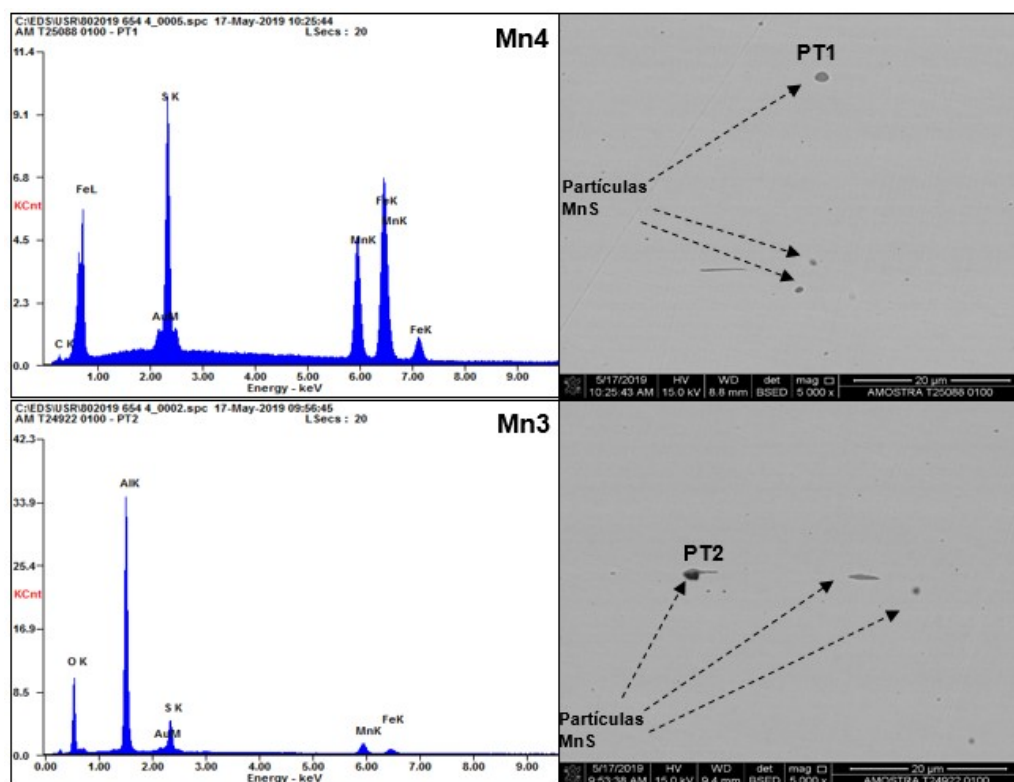 C:\EDS\USR\802019 654 4_0005.spc 17-May-2019 10:25:44
AM T25088 0100 - PT1 LSecs : 20
Mn4
11.4
9.1
6.8
KCnt
4.5
2.3
0.0
S K
FeL
FeK
MnK
MnK
AuM
FeK
C K
1.00 2.00 3.00 4.00 5.00 6.00 7.00 8.00 9.00
Energy - keV
PT1
Partículas
MnS
5/17/2019 HV WD det mag 20 µm
10:25:43 AM 15.0 kV 8.8 mm BSED 5 000 x AMOSTRA T25088 0100
C:\EDS\USR\802019 654 4_0002.spc 17-May-2019 09:56:45
AM T24922 0100 - PT2 LSecs : 20
Mn3
42.3
33.9
25.4
KCnt
16.9
8.5
0.0
AlK
O K
S K
AuM
MnK
FeK
1.00 2.00 3.00 4.00 5.00 6.00 7.00 8.00 9.00
Energy - keV
PT2
Partículas
MnS
5/17/2019 HV WD det mag 20 µm
9:53:38 AM 15.0 kV 9.4 mm BSED 5 000 x AMOSTRA T24922 0100